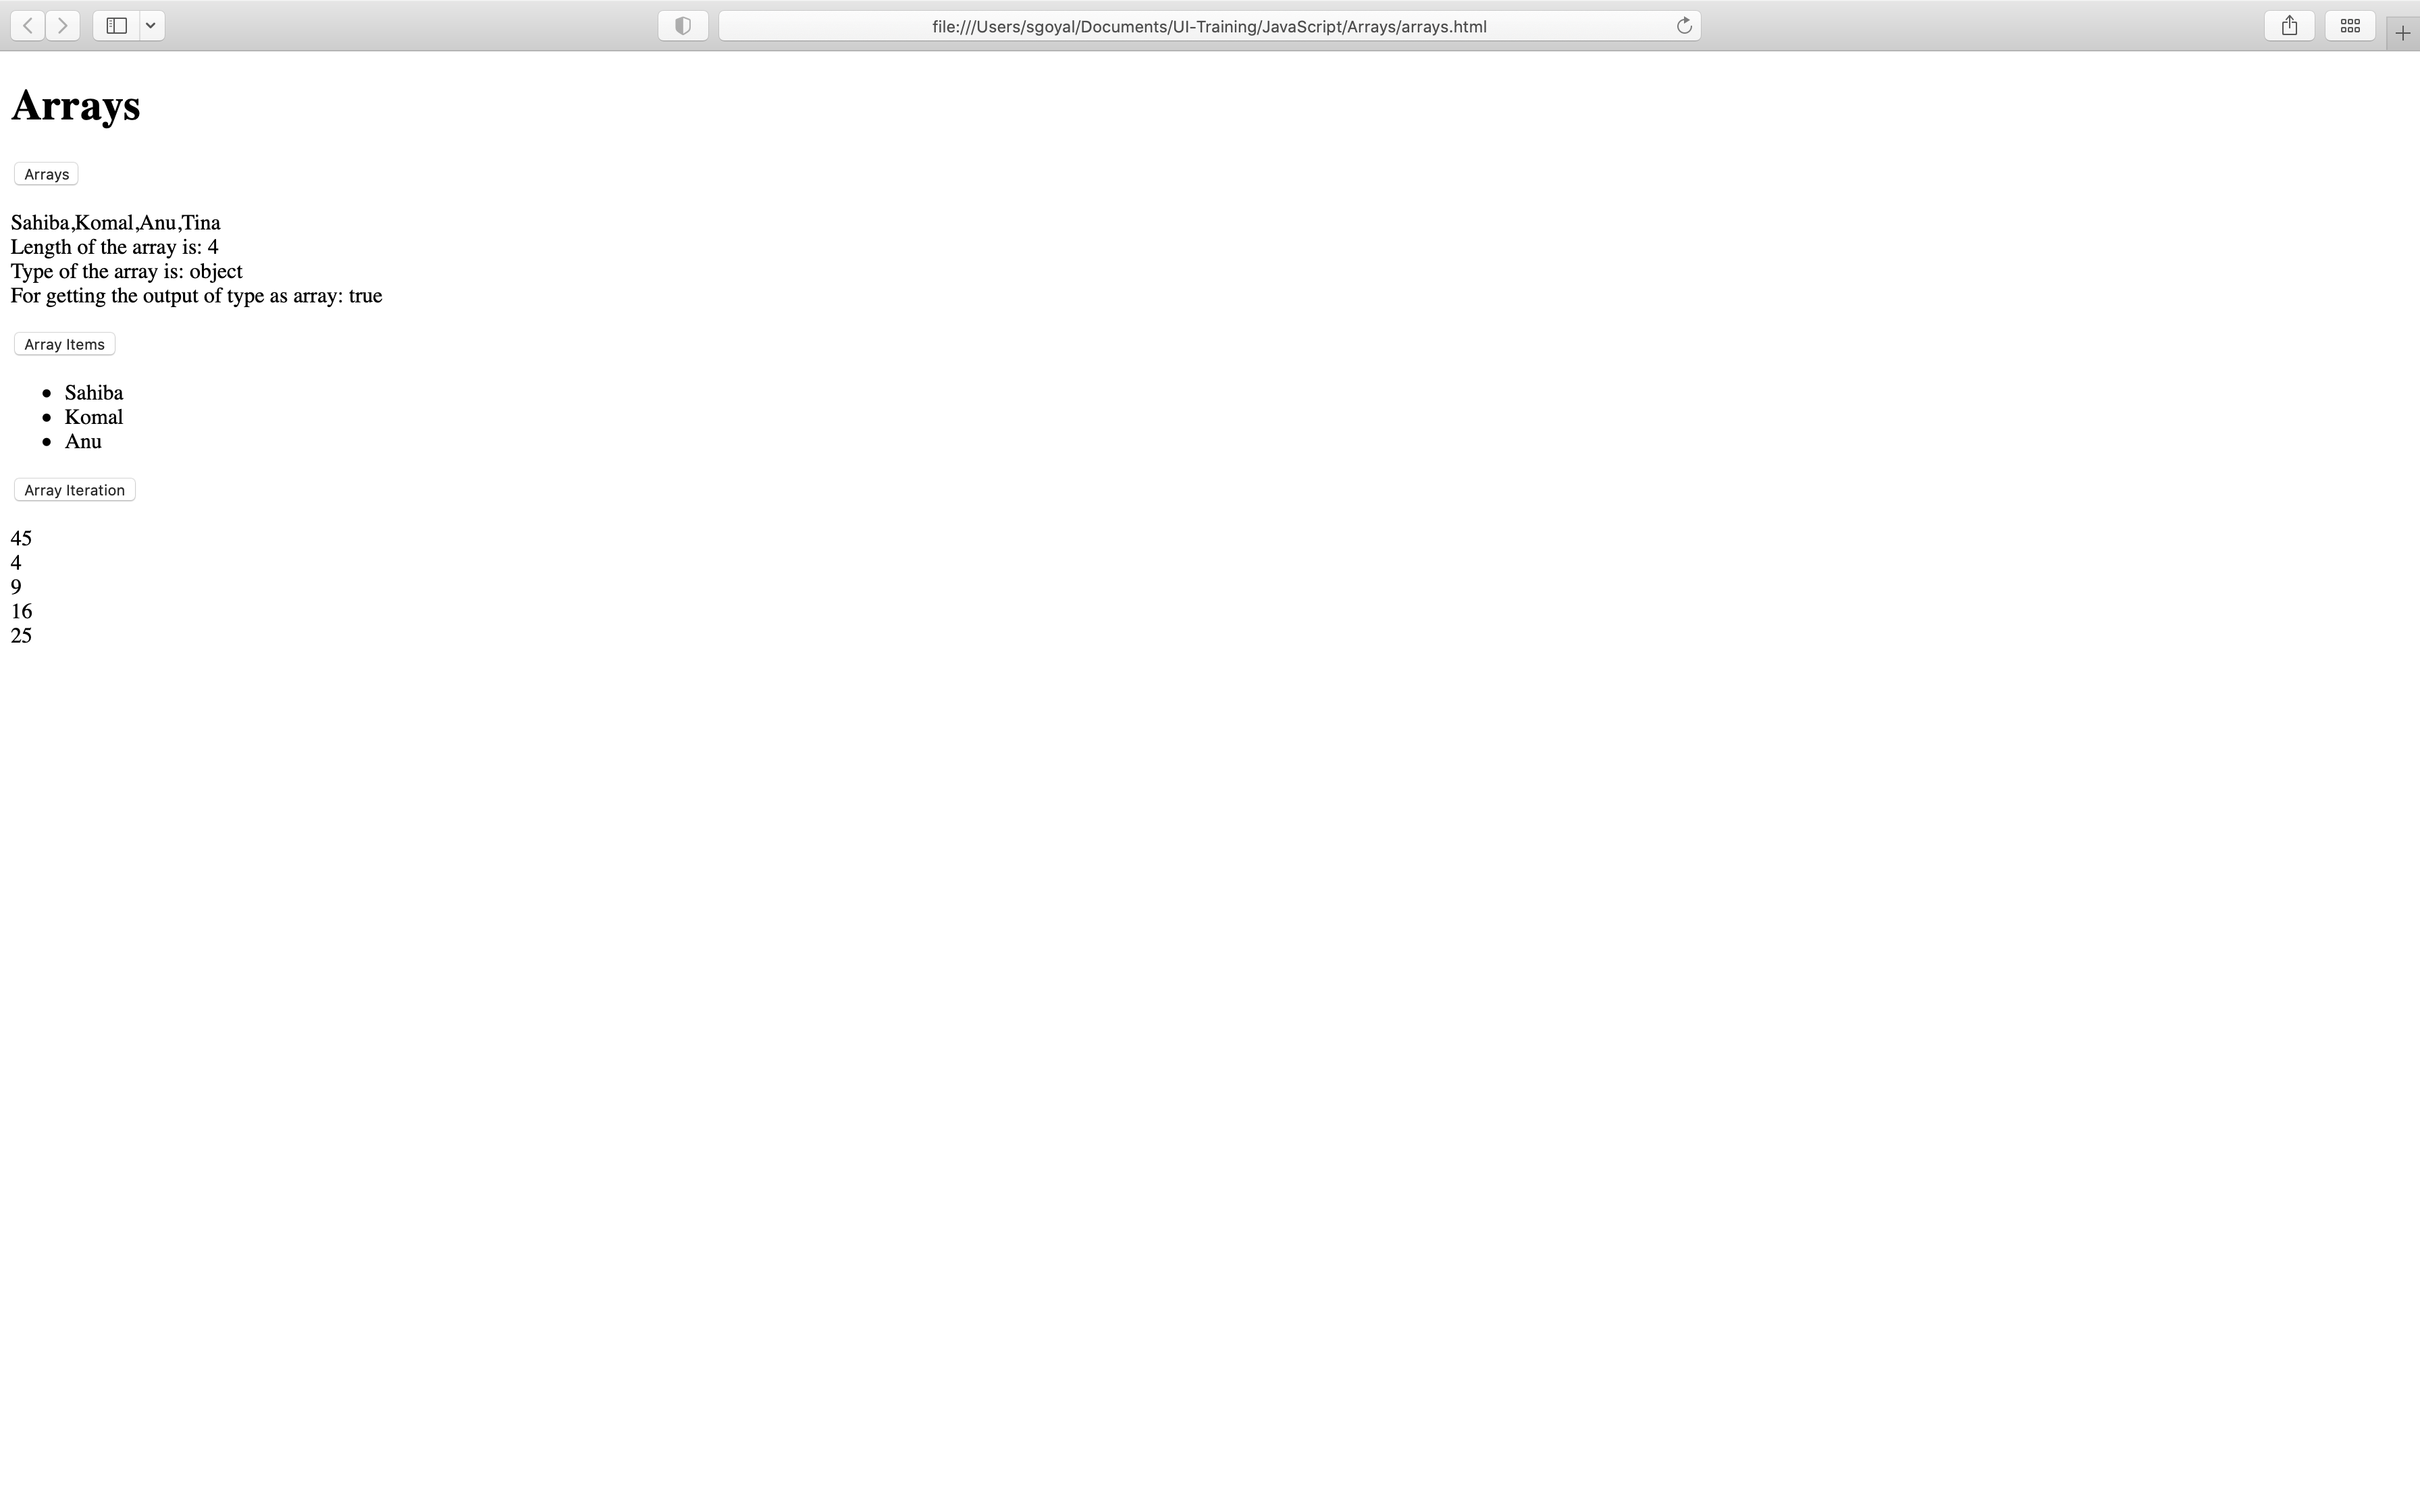 file:///Users/sgoyal/Documents/UI-Training/JavaScript/Arrays/arrays.html
Arrays
Arrays
Sahiba,Komal,Anu,Tina
Length of the array is: 4
Type of the array is: object
For getting the output of type as array: true
Array Items
• Sahiba
• Komal
• Anu
Array Iteration
45
4
9
16
25